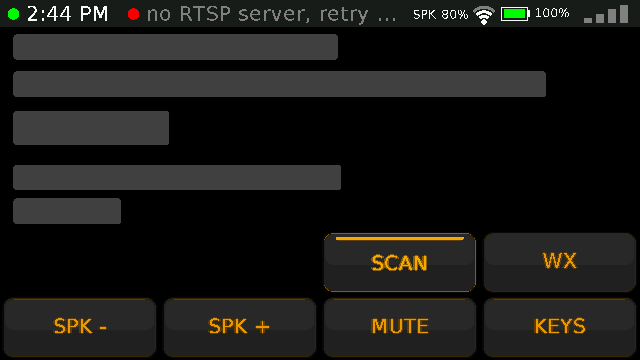 2:44 PM no RTSP server, retry ... SPK 80% 100%
SCAN WX
SPK - SPK + MUTE KEYS